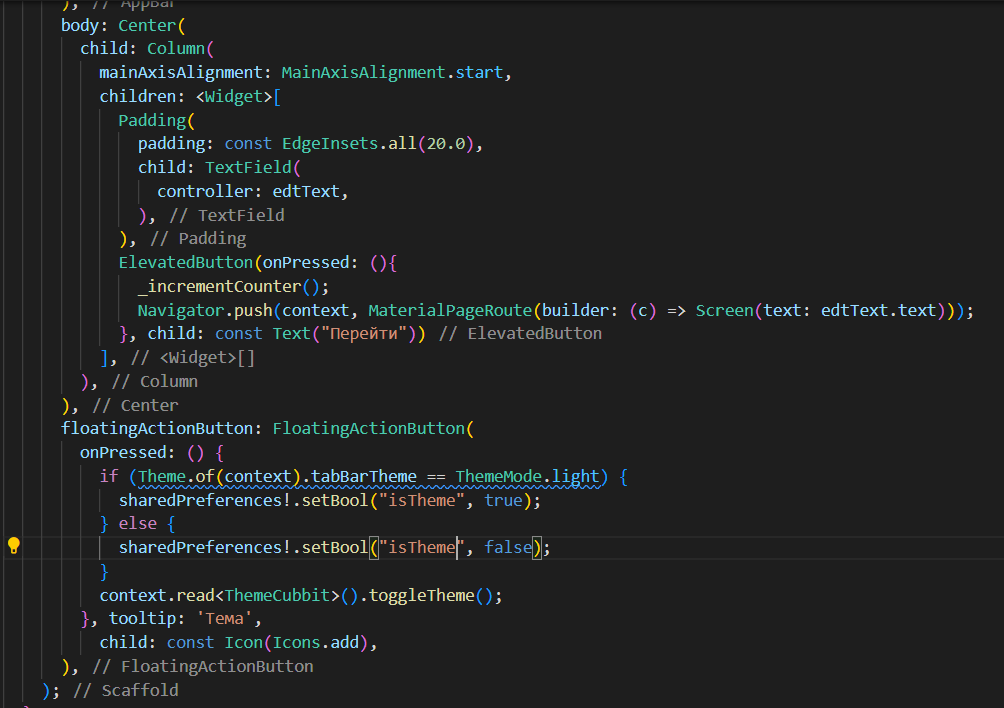 ), // AppBar
body: Center(
child: Column(
mainAxisAlignment: MainAxisAlignment.start,
children: <Widget>[
Padding(
padding: const EdgeInsets.all(20.0),
child: TextField(
controller: edtText,
), // TextField
), // Padding
ElevatedButton(onPressed: (){
_incrementCounter();
Navigator.push(context, MaterialPageRoute(builder: (c) => Screen(text: edtText.text)));
}, child: const Text("Перейти")) // ElevatedButton
], // <Widget>[]
), // Column
), // Center
floatingActionButton: FloatingActionButton(
onPressed: () {
if (Theme.of(context).tabBarTheme == ThemeMode.light) {
sharedPreferences!.setBool("isTheme", true);
} else {
sharedPreferences!.setBool("isTheme", false);
}
context.read<ThemeCubbit>().toggleTheme();
}, tooltip: 'Тема',
child: const Icon(Icons.add),
), // FloatingActionButton
); // Scaffold